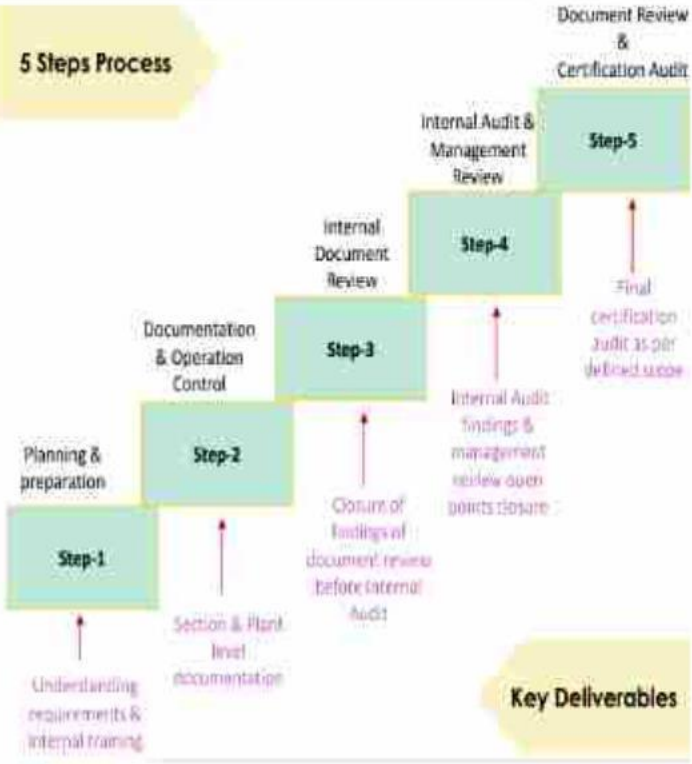 5 Steps Process
Document Review
&
Certification Audit
Step-5
Internal Audit &
Management
Review
Step-4
Final
certification
audit as per
defined scope
Internal
Document
Review
Step-3
Internal Audit
findings &
management
review open
points closure
Documentation
& Operation
Control
Step-2
Closure of
findings of
document review
before Internal
Audit
Planning &
preparation
Step-1
Section & Plant
level
documentation
Understanding
requirements &
internal training
Key Deliverables